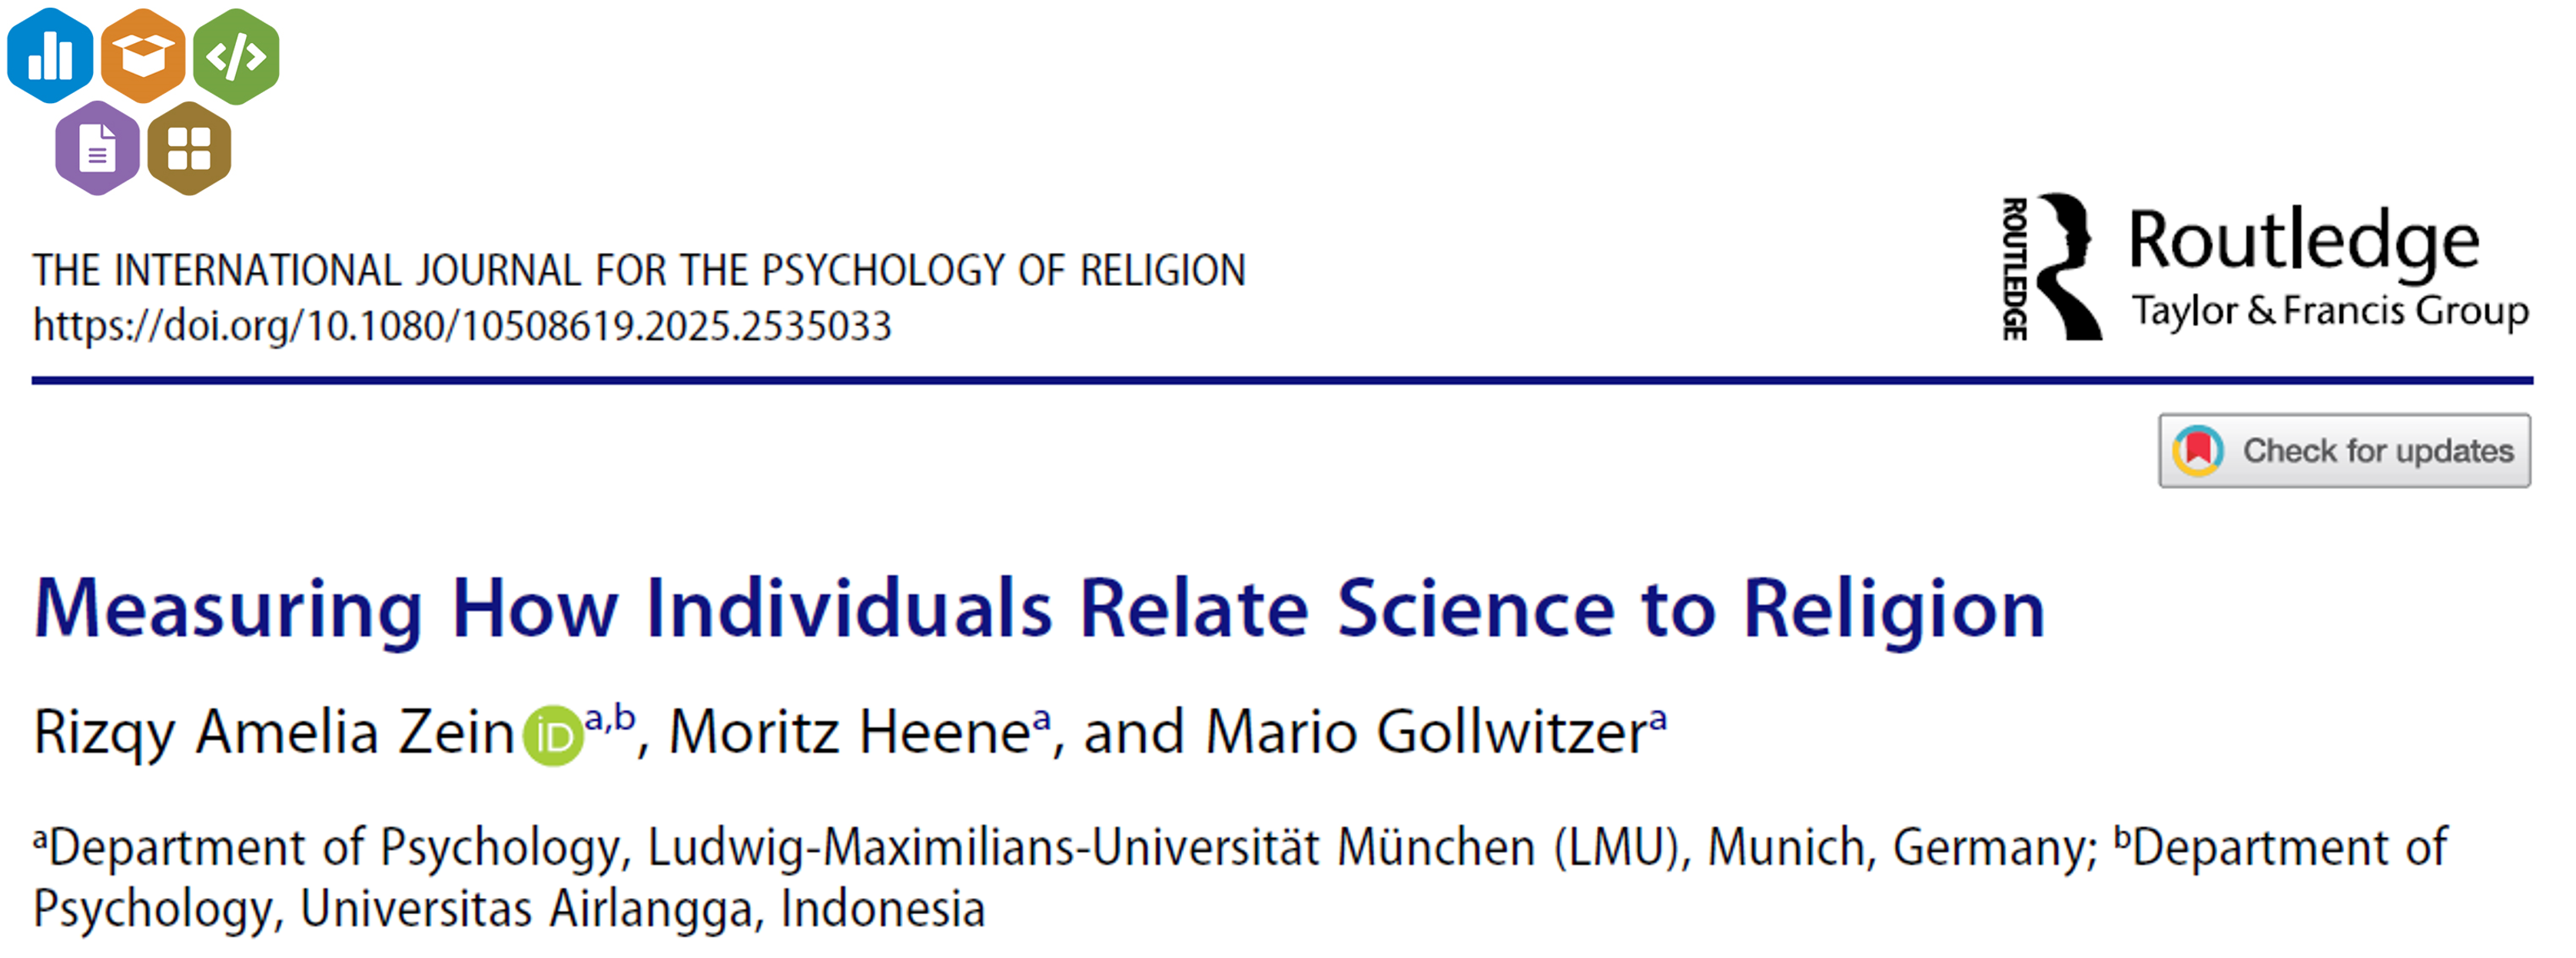 THE INTERNATIONAL JOURNAL FOR THE PSYCHOLOGY OF RELIGION
https://doi.org/10.1080/10508619.2025.2535033
ROUTLEDGE
Routledge
Taylor & Francis Group
Check for updates
Measuring How Individuals Relate Science to Religion
Rizqy Amelia Zein iD a,b, Moritz Heene a, and Mario Gollwitzer a
aDepartment of Psychology, Ludwig-Maximilians-Universität München (LMU), Munich, Germany; bDepartment of
Psychology, Universitas Airlangga, Indonesia